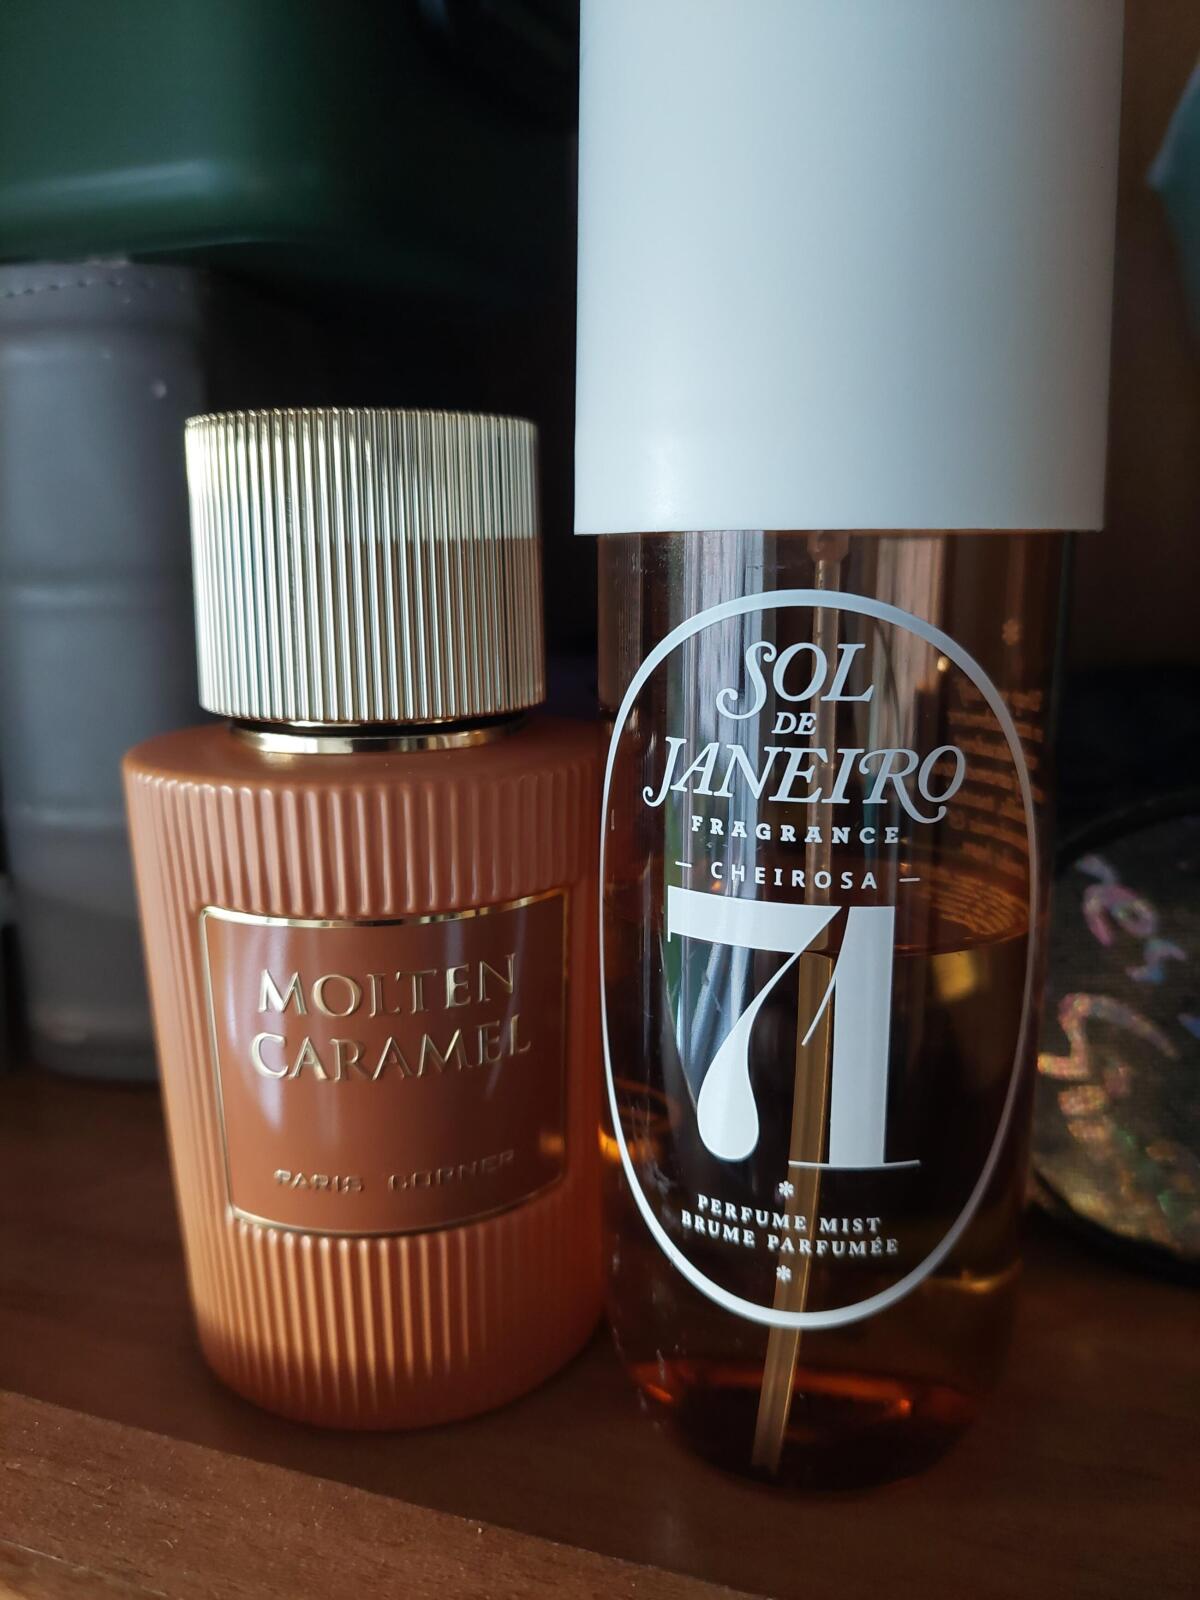 MOLTEN
CARAMEL
PARIS CORNER
SOL
DE
JANEIRO
FRAGRANCE
— CHEIROSA —
71
*
PERFUME MIST
BRUME PARFUMÉE
*